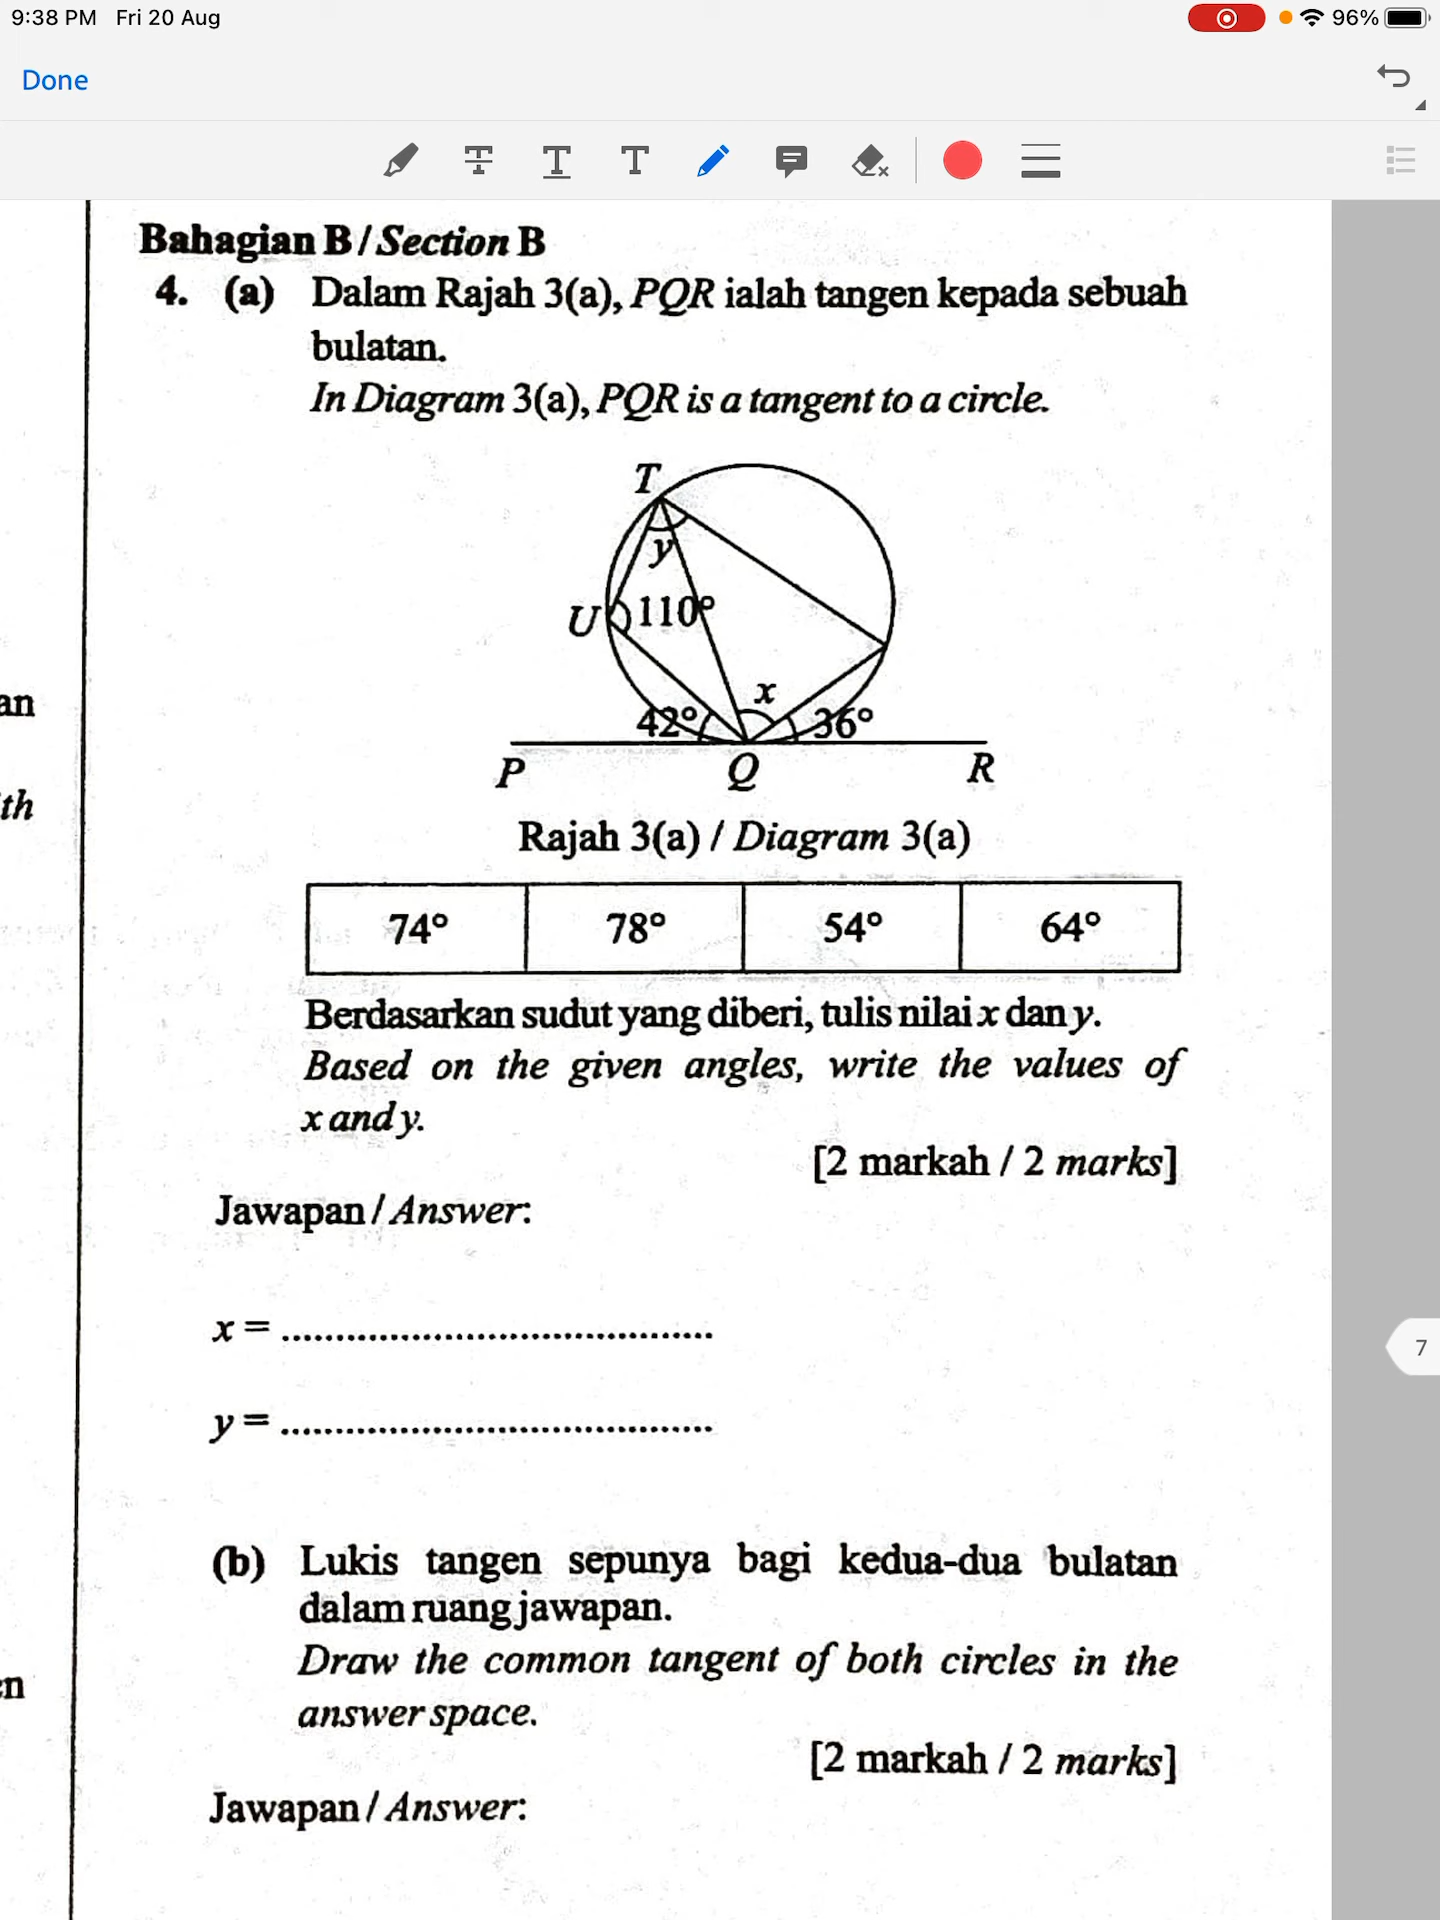 9:38 PM Fri 20 Aug
96%
Done
Bahagian B / Section B
4. (a) Dalam Rajah 3(a), PQR ialah tangen kepada sebuah
bulatan.
In Diagram 3(a), PQR is a tangent to a circle.
T
y
U 110°
x
42° 36°
P Q R
Rajah 3(a) / Diagram 3(a)
74° 78° 54° 64°
an
th
Berdasarkan sudut yang diberi, tulis nilai x dan y.
Based on the given angles, write the values of
x and y.
[2 markah / 2 marks]
Jawapan / Answer:
x = ........................................
7
y = ........................................
(b) Lukis tangen sepunya bagi kedua-dua bulatan
dalam ruang jawapan.
Draw the common tangent of both circles in the
answer space.
[2 markah / 2 marks]
Jawapan / Answer: